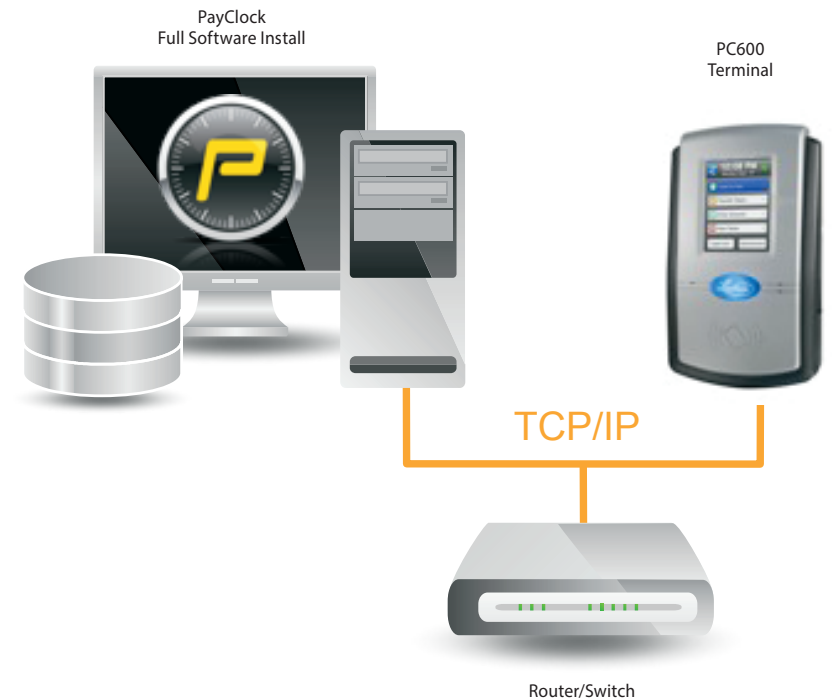 PayClock
Full Software Install
PC600
Terminal
P
TCP/IP
Router/Switch